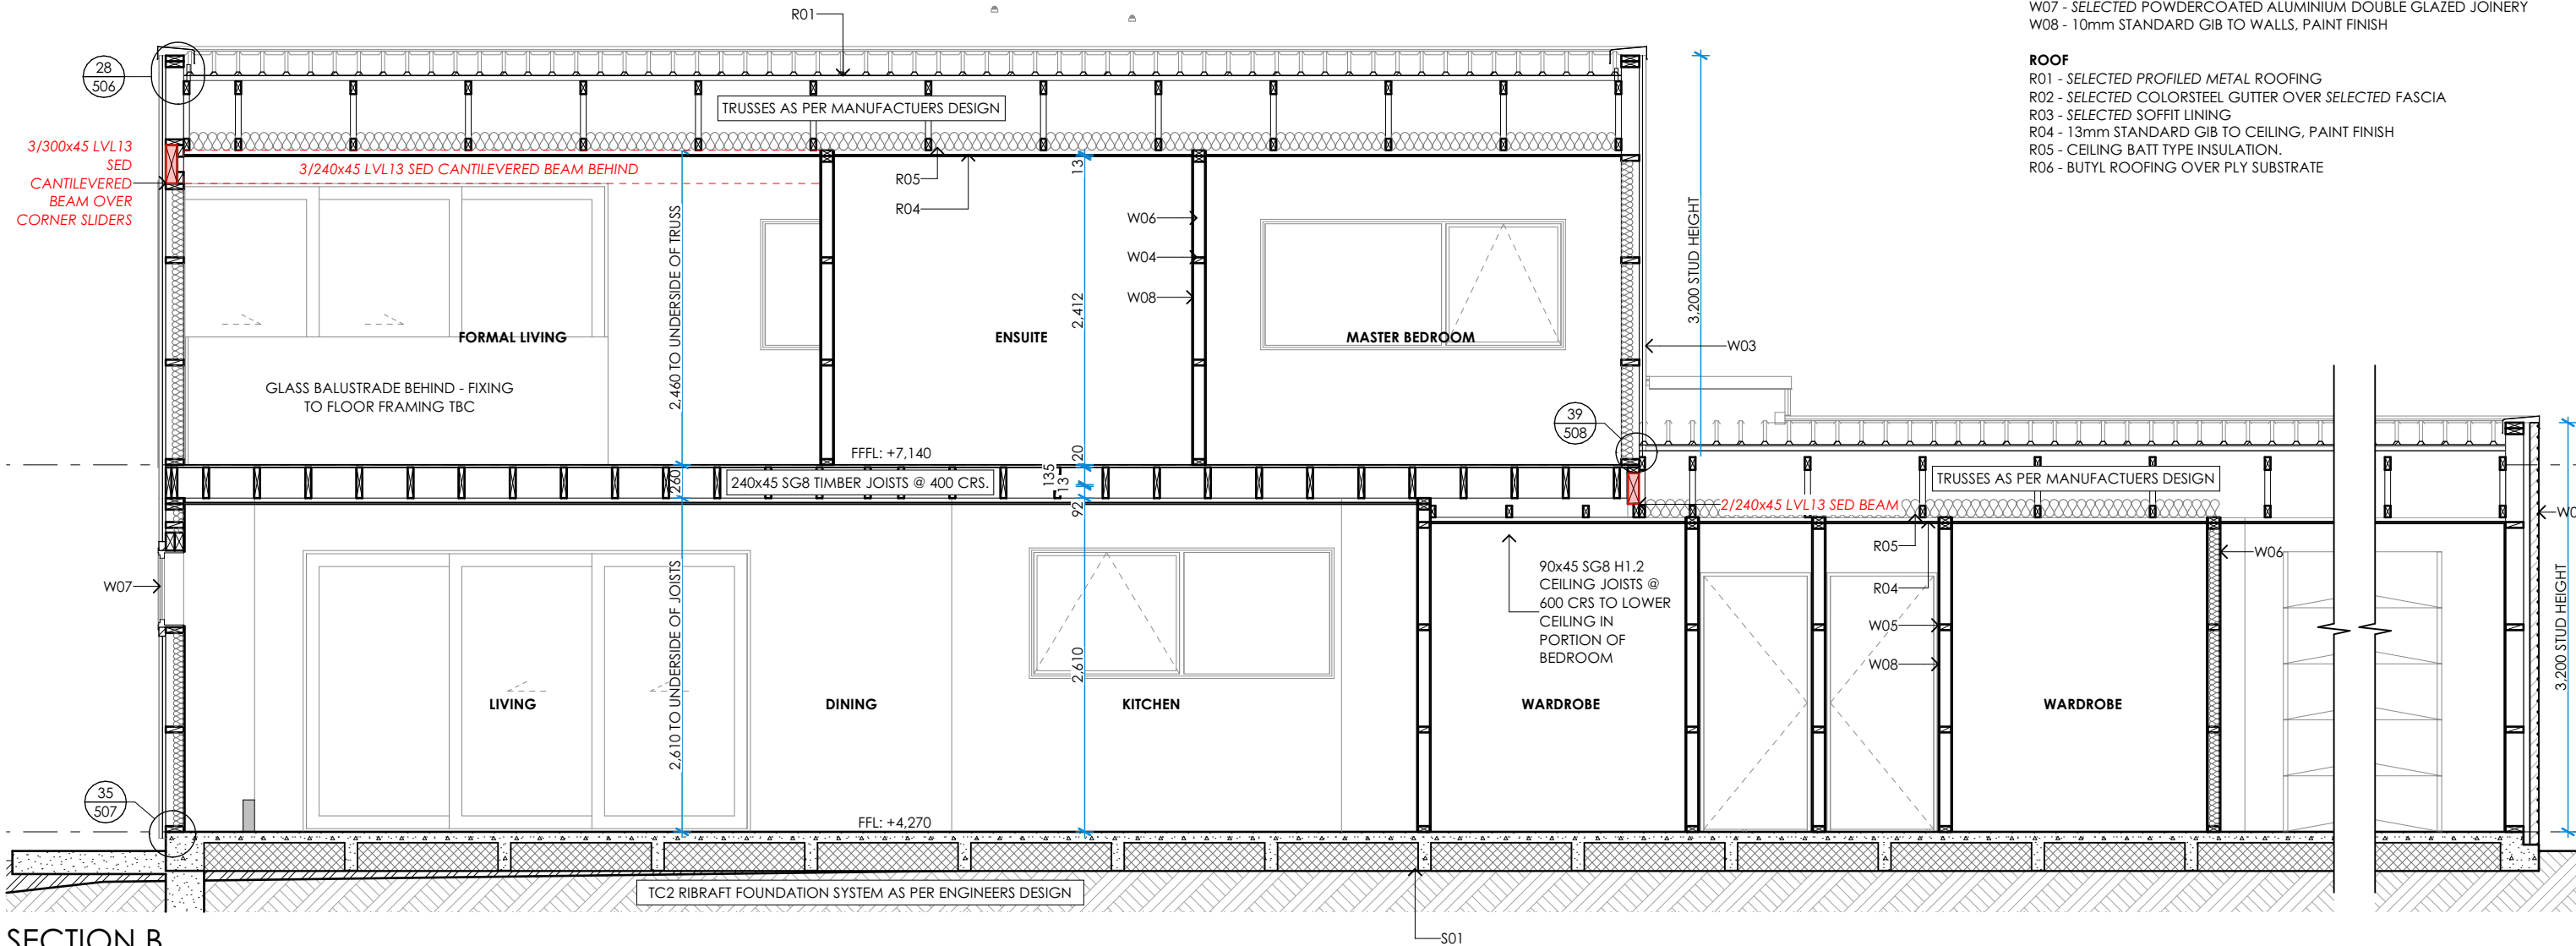 W07 - SELECTED POWDERCOATED ALUMINIUM DOUBLE GLAZED JOINERY
W08 - 10mm STANDARD GIB TO WALLS, PAINT FINISH
ROOF
R01 - SELECTED PROFILED METAL ROOFING
R02 - SELECTED COLORSTEEL GUTTER OVER SELECTED FASCIA
R03 - SELECTED SOFFIT LINING
R04 - 13mm STANDARD GIB TO CEILING, PAINT FINISH
R05 - CEILING BATT TYPE INSULATION.
R06 - BUTYL ROOFING OVER PLY SUBSTRATE
R01
28
506
TRUSSES AS PER MANUFACTUERS DESIGN
3/300x45 LVL13
SED
CANTILEVERED
BEAM OVER
CORNER SLIDERS
3/240x45 LVL13 SED CANTILEVERED BEAM BEHIND
R05
R04
13
W06
W04
W08
2,460 TO UNDERSIDE OF TRUSS
2,412
3,200 STUD HEIGHT
FORMAL LIVING
ENSUITE
MASTER BEDROOM
W03
GLASS BALUSTRADE BEHIND - FIXING
TO FLOOR FRAMING TBC
39
508
FFFL: +7,140
20
260
240x45 SG8 TIMBER JOISTS @ 400 CRS.
135
13
92
TRUSSES AS PER MANUFACTUERS DESIGN
2/240x45 LVL13 SED BEAM
W07
R05
R04
W06
W05
W08
90x45 SG8 H1.2
CEILING JOISTS @
600 CRS TO LOWER
CEILING IN
PORTION OF
BEDROOM
2,610 TO UNDERSIDE OF JOISTS
2,610
3,200 STUD HEIGHT
LIVING
DINING
KITCHEN
WARDROBE
WARDROBE
35
507
FFL: +4,270
TC2 RIBRAFT FOUNDATION SYSTEM AS PER ENGINEERS DESIGN
S01
SECTION B